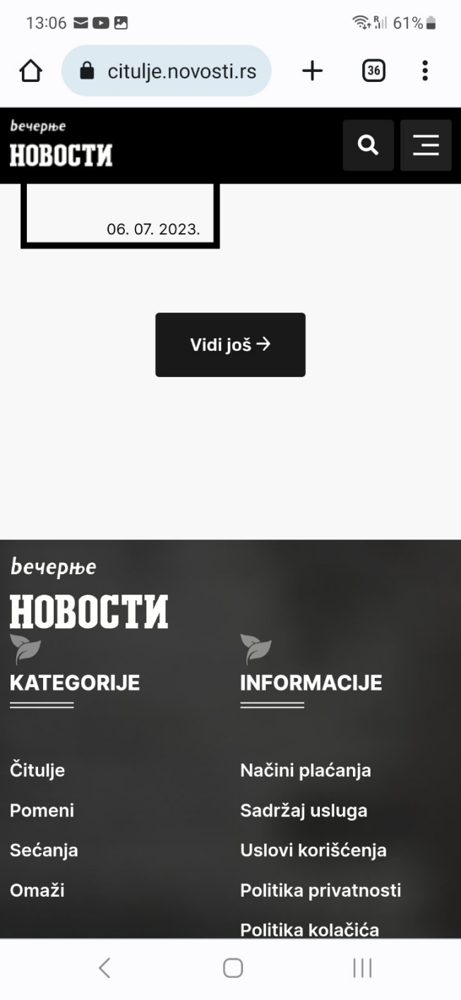 13:06
61%
citulje.novosti.rs
36
вечерње
НОВОСТИ
06. 07. 2023.
Vidi još →
вечерње
НОВОСТИ
KATEGORIJE
INFORMACIJE
Čitulje
Načini plaćanja
Pomeni
Sadržaj usluga
Sećanja
Uslovi korišćenja
Omaži
Politika privatnosti
Politika kolačića